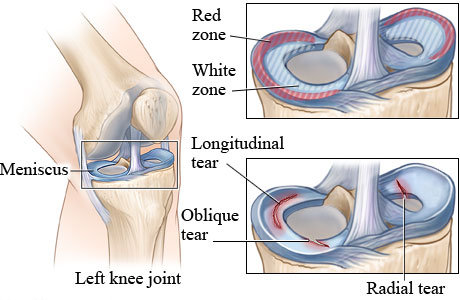 Red
zone
White
zone
Meniscus
Longitudinal
tear
Oblique
tear
Left knee joint
Radial tear